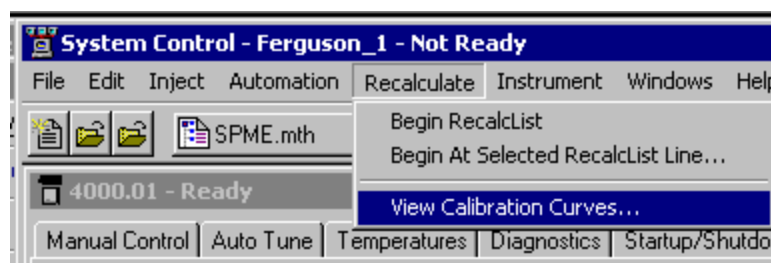 System Control - Ferguson_1 - Not Ready
File Edit Inject Automation Recalculate Instrument Windows Help
SPME.mth
Begin RecalcList
Begin At Selected RecalcList Line...
4000.01 - Ready
View Calibration Curves...
Manual Control Auto Tune Temperatures Diagnostics Startup/Shutdo